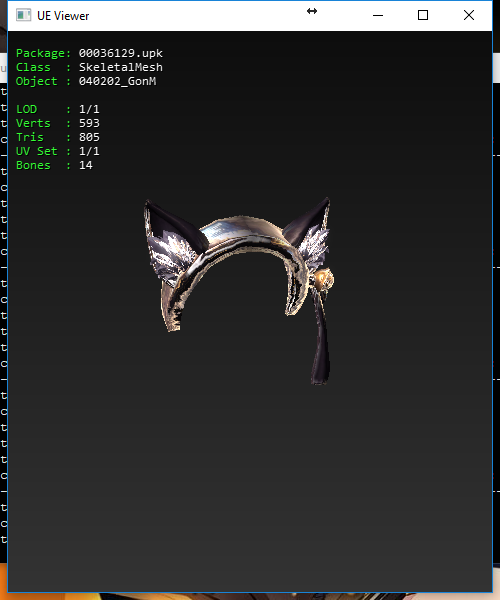 UE Viewer
Package: 00036129.upk
Class  : SkeletalMesh
Object : 040202_GonM
LOD    : 1/1
Verts  : 593
Tris   : 805
UV Set : 1/1
Bones  : 14